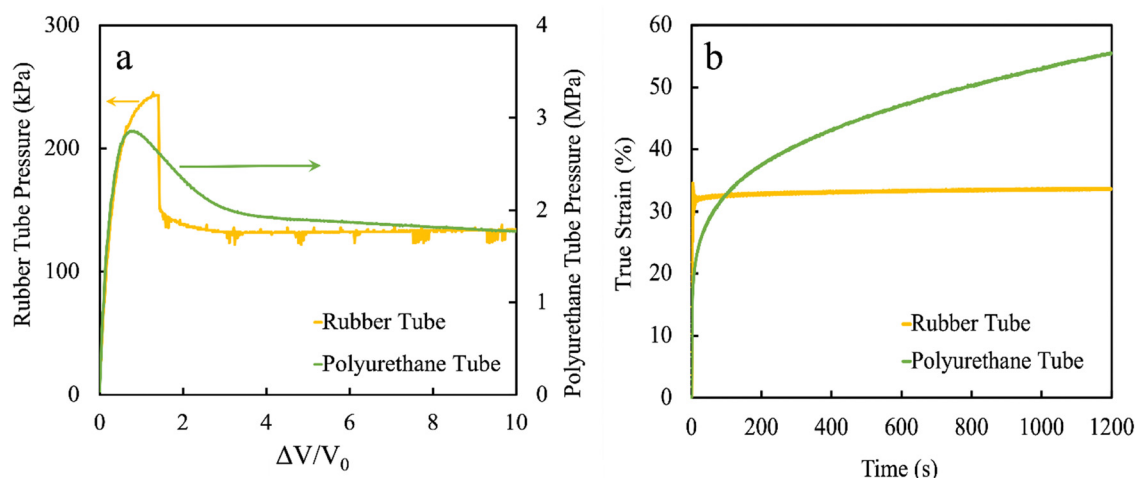 a
Rubber Tube Pressure (kPa)
300
200
100
0
4
3
2
1
0
Polyurethane Tube Pressure (MPa)
Rubber Tube
Polyurethane Tube
0 2 4 6 8 10
ΔV/V₀
b
True Strain (%)
60
50
40
30
20
10
0
Rubber Tube
Polyurethane Tube
0 200 400 600 800 1000 1200
Time (s)